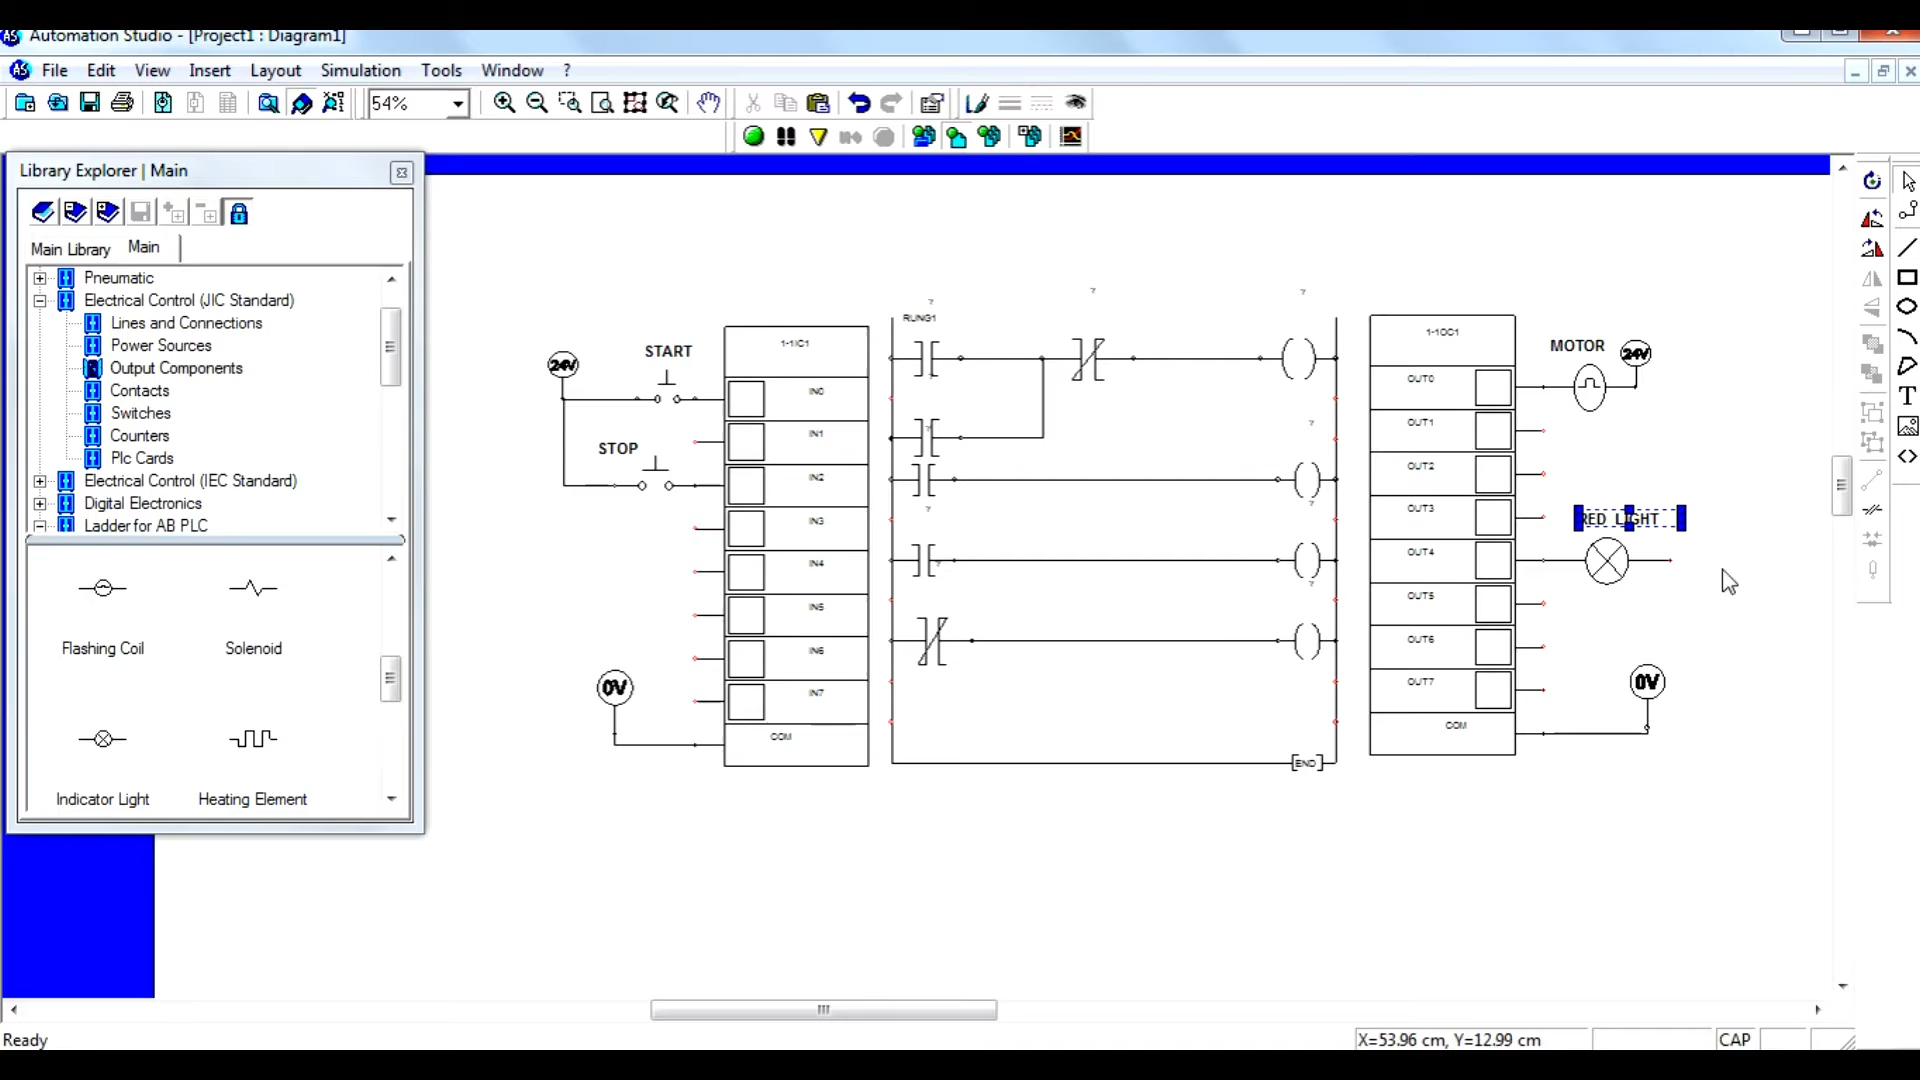 Automation Studio - [Project1 : Diagram1]
File Edit View Insert Layout Simulation Tools Window ?
54%
Library Explorer | Main
Main Library Main
Pneumatic
Electrical Control (JIC Standard)
Lines and Connections
Power Sources
Output Components
Contacts
Switches
Counters
Plc Cards
Electrical Control (IEC Standard)
Digital Electronics
Ladder for AB PLC
Flashing Coil
Solenoid
Indicator Light
Heating Element
24V
START
STOP
0V
1-1IC1
IN0
IN1
IN2
IN3
IN4
IN5
IN6
IN7
COM
?
RUNG1
?
?
?
?
?
?
?
?
?
END
1-1OC1
OUT0
OUT1
OUT2
OUT3
OUT4
OUT5
OUT6
OUT7
COM
MOTOR
24V
RED LIGHT
0V
T
Ready
X=53.96 cm, Y=12.99 cm
CAP